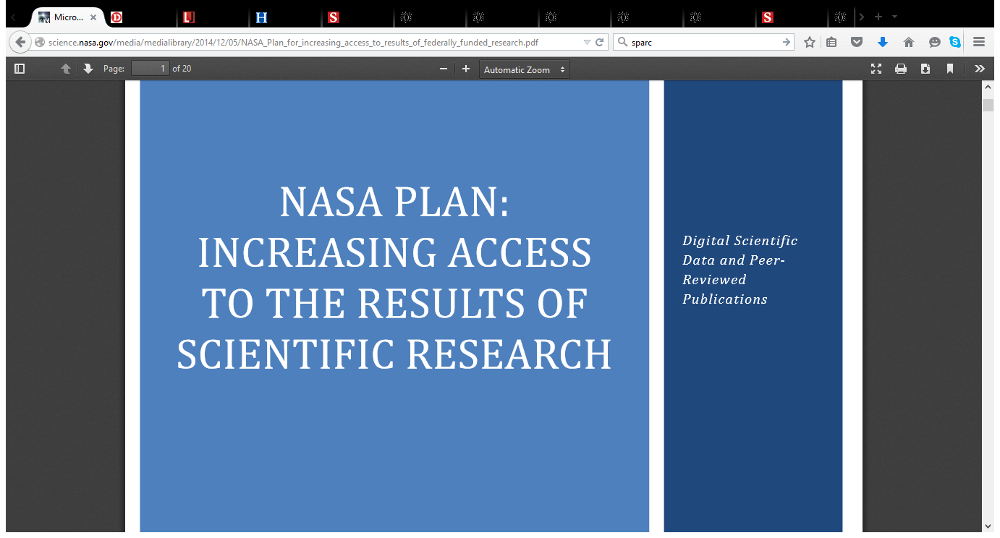 Micro...
D
L
H
S
S
science.nasa.gov/media/medialibrary/2014/12/05/NASA_Plan_for_increasing_access_to_results_of_federally_funded_research.pdf
sparc
Page: 1 of 20
Automatic Zoom
NASA PLAN:
INCREASING ACCESS
TO THE RESULTS OF
SCIENTIFIC RESEARCH
Digital Scientific
Data and Peer-
Reviewed
Publications